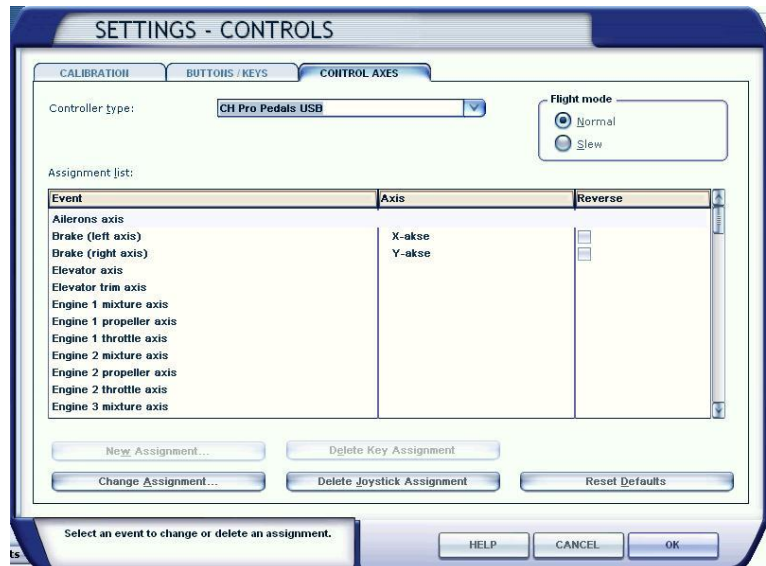 SETTINGS - CONTROLS
CALIBRATION BUTTONS / KEYS CONTROL AXES
Controller type: CH Pro Pedals USB
Flight mode
Normal
Slew
Assignment list:
Event Axis Reverse
Ailerons axis
Brake (left axis) X-akse
Brake (right axis) Y-akse
Elevator axis
Elevator trim axis
Engine 1 mixture axis
Engine 1 propeller axis
Engine 1 throttle axis
Engine 2 mixture axis
Engine 2 propeller axis
Engine 2 throttle axis
Engine 3 mixture axis
New Assignment... Delete Key Assignment
Change Assignment... Delete Joystick Assignment Reset Defaults
Select an event to change or delete an assignment.
HELP CANCEL OK
ts